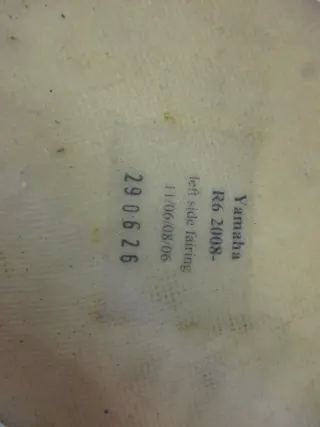 Yamaha
R6 2008-
left side fairing
11/06/08/06
290626